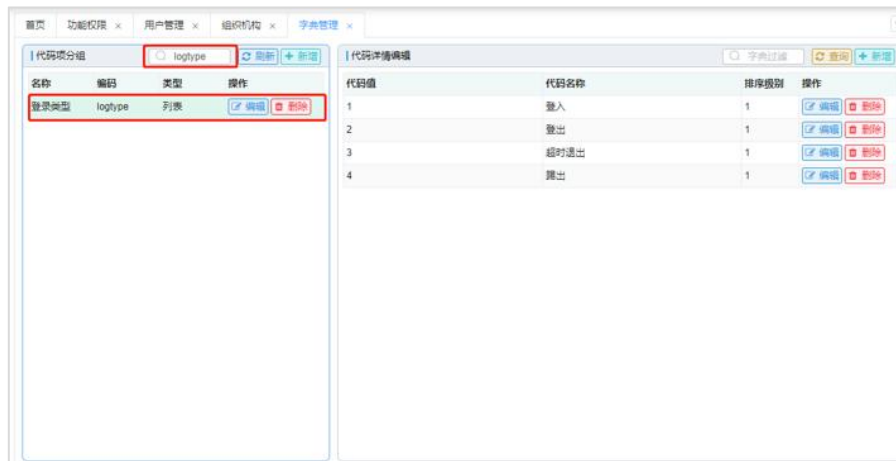 首页 功能权限 × 用户管理 × 组织机构 × 字典管理 ×
代码项分组 logtype 刷新 + 新增
名称 编码 类型 操作
登录类型 logtype 列表 编辑 删除
代码详情编辑 字典过滤 查询 + 新增
代码值 代码名称 排序级别 操作
1 登入 1 编辑 删除
2 登出 1 编辑 删除
3 超时退出 1 编辑 删除
4 踢出 1 编辑 删除